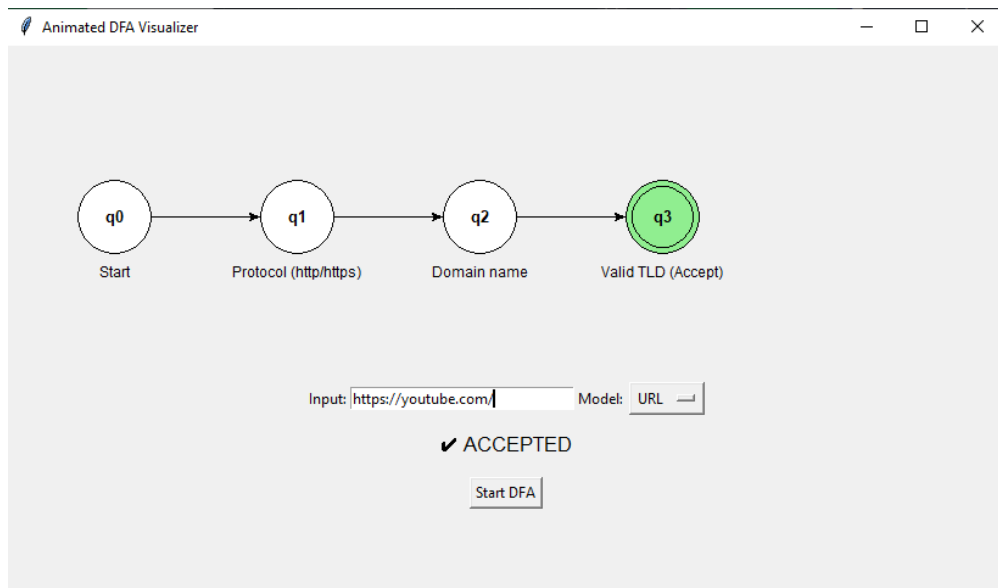 Animated DFA Visualizer
q0 q1 q2 q3
Start Protocol (http/https) Domain name Valid TLD (Accept)
Input: https://youtube.com/ Model: URL
✔ ACCEPTED
Start DFA